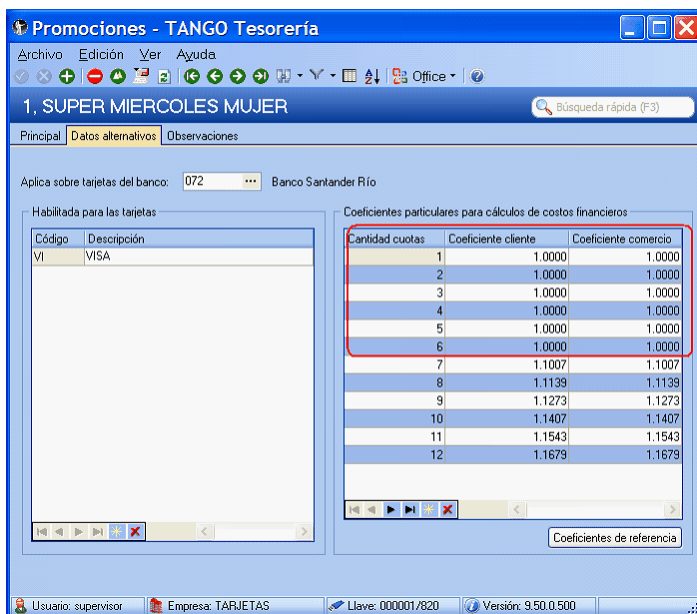 Promociones - TANGO Tesorería
Archivo Edición Ver Ayuda
Office
1, SUPER MIERCOLES MUJER
Búsqueda rápida (F3)
Principal Datos alternativos Observaciones
Aplica sobre tarjetas del banco: 072 ... Banco Santander Río
Habilitada para las tarjetas
Código Descripción
VI VISA
Coeficientes particulares para cálculos de costos financieros
Cantidad cuotas Coeficiente cliente Coeficiente comercio
1 1.0000 1.0000
2 1.0000 1.0000
3 1.0000 1.0000
4 1.0000 1.0000
5 1.0000 1.0000
6 1.0000 1.0000
7 1.1007 1.1007
8 1.1139 1.1139
9 1.1273 1.1273
10 1.1407 1.1407
11 1.1543 1.1543
12 1.1679 1.1679
Coeficientes de referencia
Usuario: supervisor Empresa: TARJETAS Llave: 000001/820 Versión: 9.50.0.500